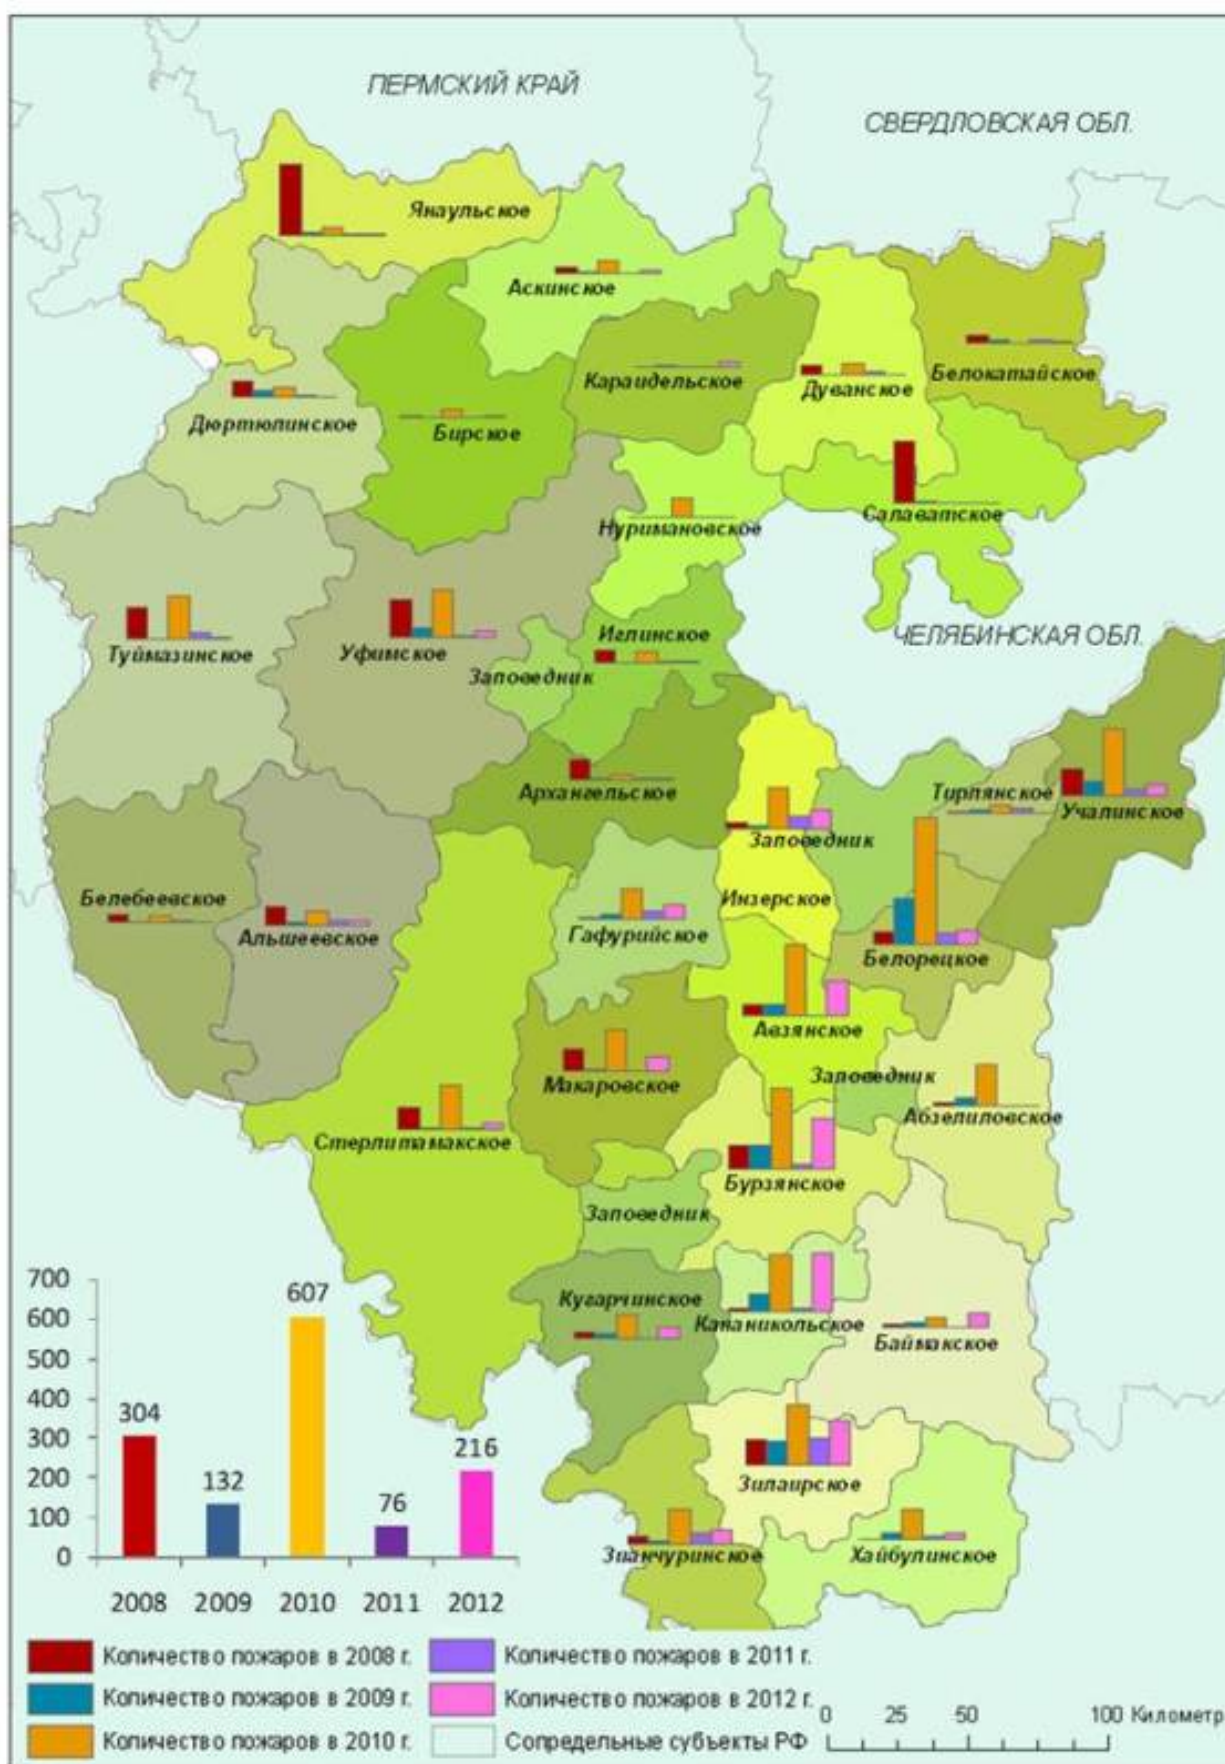 ПЕРМСКИЙ КРАЙ
СВЕРДЛОВСКАЯ ОБЛ.
Янаульское
Аскинское
Караидельское
Дуванское
Белокатайское
Дюртюлинское
Бирское
Салаватское
Нуримановское
Туймазинское
Уфимское
Иглинское
Заповедник
ЧЕЛЯБИНСКАЯ ОБЛ.
Архангельское
Тирлянское
Учалинское
Заповедник
Белебеевское
Альшеевское
Гафурийское
Инзерское
Белорецкое
Авзянское
Макаровское
Заповедник
Абзелиловское
Стерлитамакское
Бурзянское
Заповедник
Кугарчинское
Кананикольское
Баймакское
Зилаирское
Зианчуринское
Хайбулинское
700
600
500
400
300
200
100
0
304
132
607
76
216
2008 2009 2010 2011 2012
Количество пожаров в 2008 г.
Количество пожаров в 2009 г.
Количество пожаров в 2010 г.
Количество пожаров в 2011 г.
Количество пожаров в 2012 г.
Сопредельные субъекты РФ
0 25 50 100 Километр